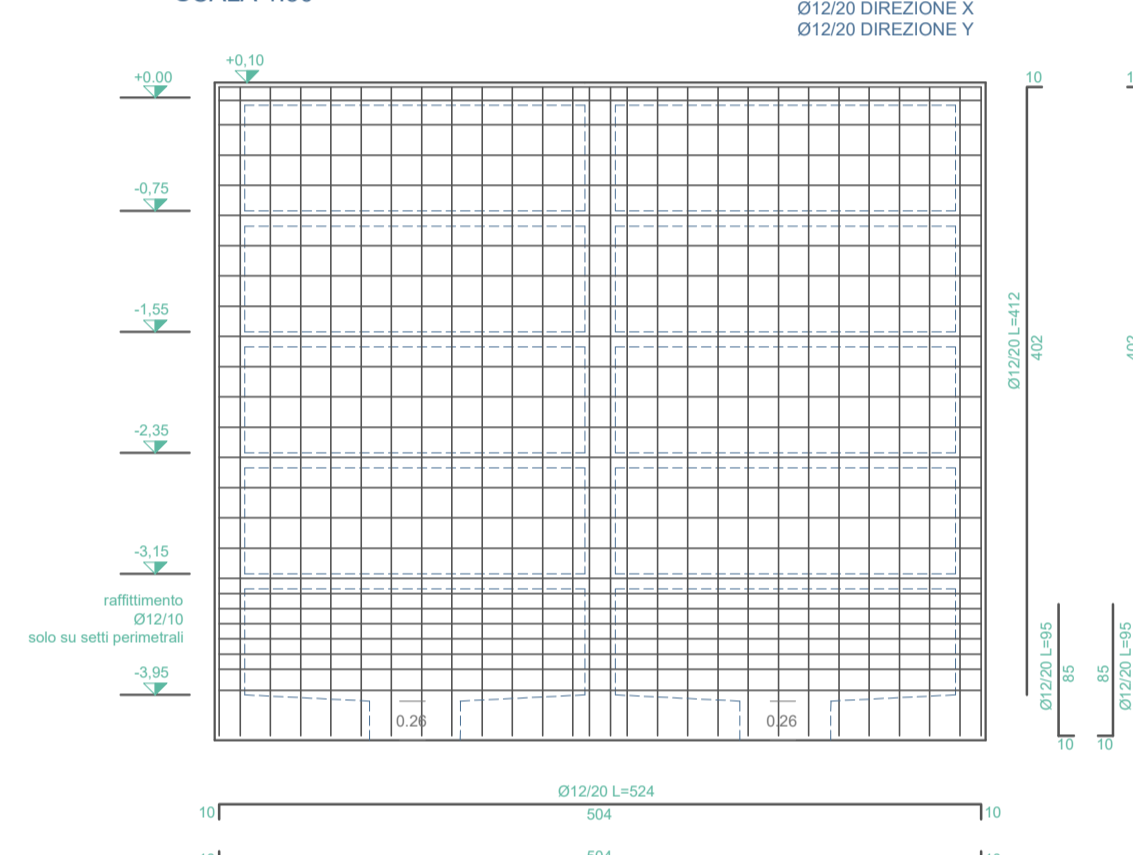 Ø12/20 DIREZIONE X
Ø12/20 DIREZIONE Y
+0.00
+0,10
-0,75
-1,55
-2,35
-3,15
raffittimento
Ø12/10
solo su setti perimetrali
-3,95
0.26
0.26
10
Ø12/20 L=412
402
Ø12/20 L=95
85
10
85
Ø12/20 L=95
10
Ø12/20 L=524
10
504
10